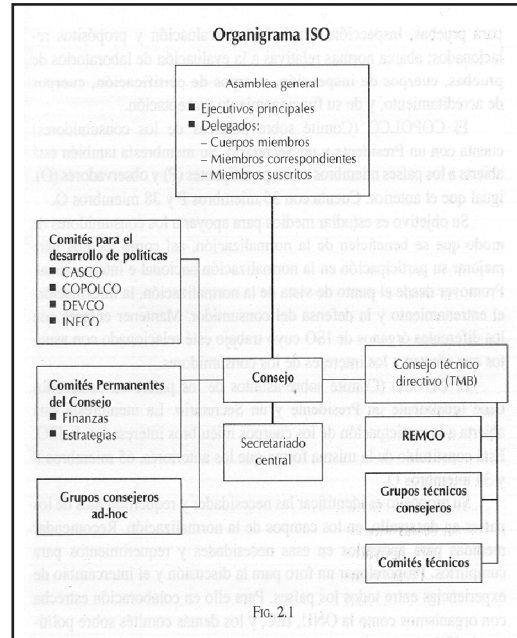 Organigrama ISO
Asamblea general
■ Ejecutivos principales
■ Delegados:
– Cuerpos miembros
– Miembros correspondientes
– Miembros suscritos
Comités para el
desarrollo de políticas
■ CASCO
■ COPOLCO
■ DEVCO
■ INFCO
Comités Permanentes
del Consejo
■ Finanzas
■ Estrategias
Grupos consejeros
ad-hoc
Consejo
Secretariado
central
Consejo técnico
directivo (TMB)
REMCO
Grupos técnicos
consejeros
Comités técnicos
FIG. 2.1